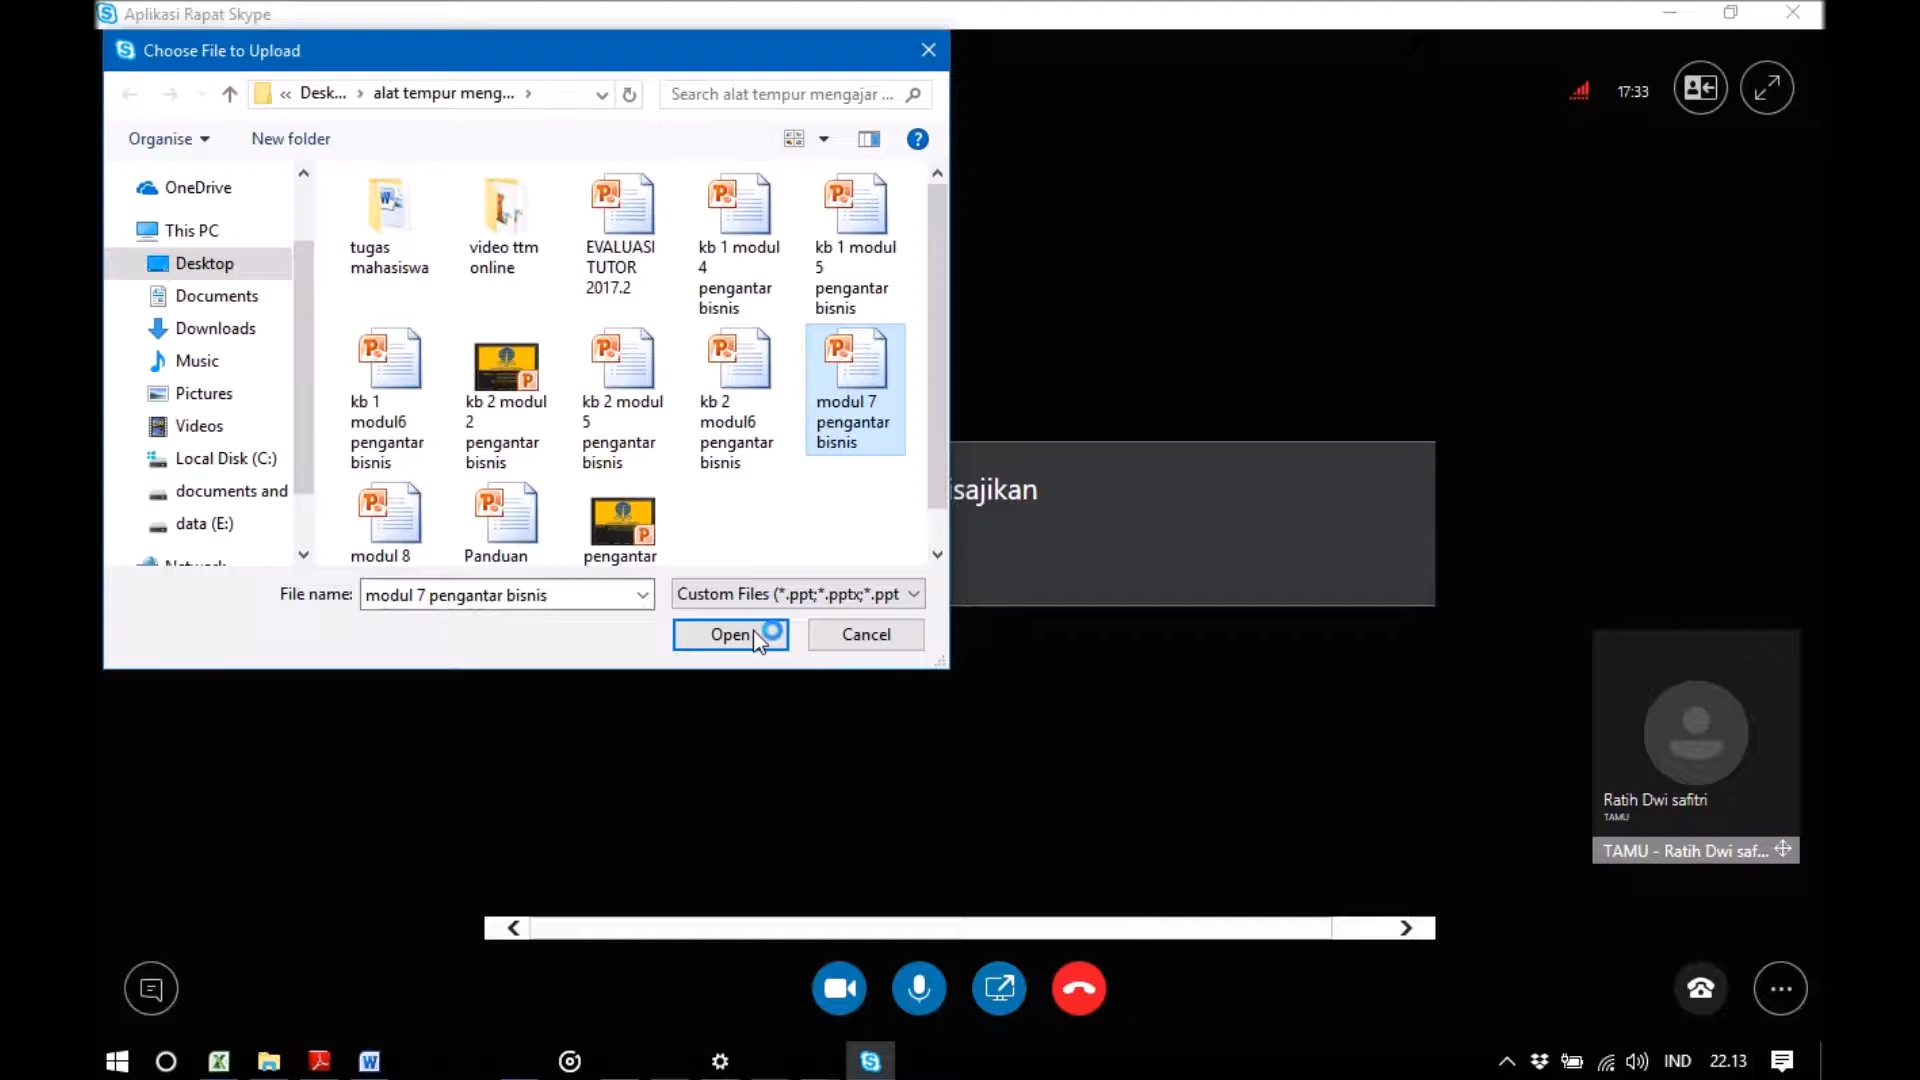 Aplikasi Rapat Skype
Choose File to Upload
« Desk... › alat tempur meng... ›
Search alat tempur mengajar ...
17:33
Organise
New folder
OneDrive
This PC
Desktop
Documents
Downloads
Music
Pictures
Videos
Local Disk (C:)
documents and
data (E:)
Network
tugas
mahasiswa
video ttm
online
EVALUASI
TUTOR
2017.2
kb 1 modul
4
pengantar
bisnis
kb 1 modul
5
pengantar
bisnis
kb 1
modul6
pengantar
bisnis
kb 2 modul
2
pengantar
bisnis
kb 2 modul
5
pengantar
bisnis
kb 2
modul6
pengantar
bisnis
modul 7
pengantar
bisnis
modul 8
Panduan
pengantar
isajikan
File name:
modul 7 pengantar bisnis
Custom Files (*.ppt;*.pptx;*.ppt
Open
Cancel
Ratih Dwi safitri
TAMU
TAMU - Ratih Dwi saf...
IND
22.13